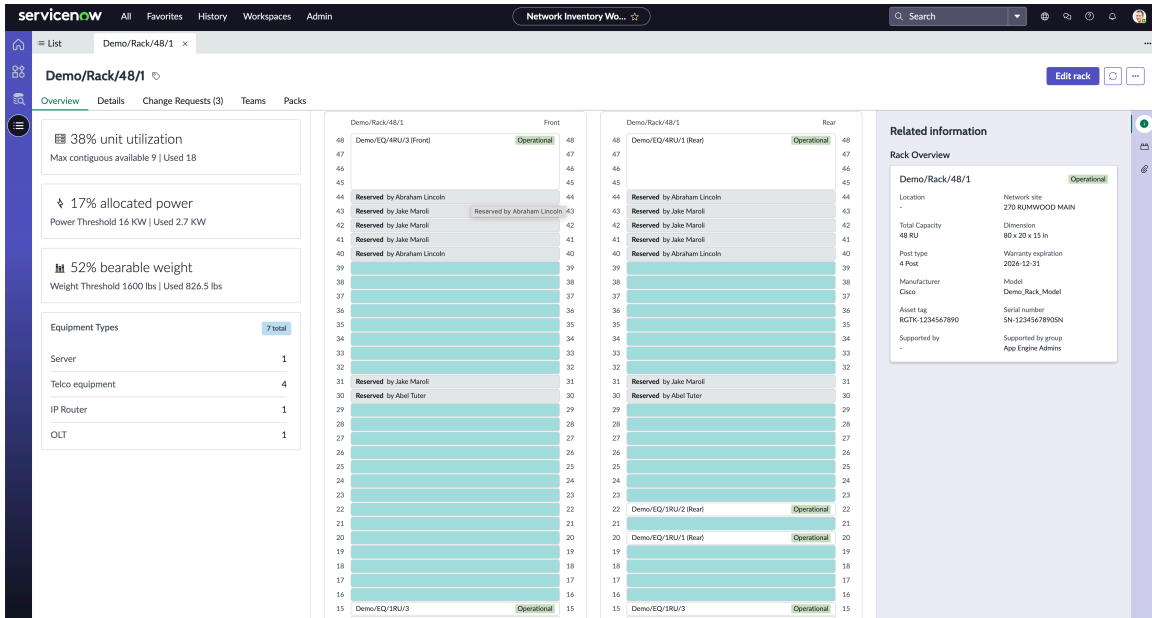 servicenow All Favorites History Workspaces Admin Network Inventory Wo... Search
List Demo/Rack/48/1
Demo/Rack/48/1 Edit rack
Overview Details Change Requests (3) Teams Packs
38% unit utilization
Max contiguous available 9 | Used 18
17% allocated power
Power Threshold 16 KW | Used 2.7 KW
52% bearable weight
Weight Threshold 1600 lbs | Used 826.5 lbs
Equipment Types 7 total
Server 1
Telco equipment 4
IP Router 1
OLT 1
Demo/Rack/48/1 Front
48 Demo/EQ/4RU/3 (Front) Operational 48
47 47
46 46
45 45
44 Reserved by Abraham Lincoln 44
43 Reserved by Jake Maroli Reserved by Abraham Lincoln 43
42 Reserved by Jake Maroli 42
41 Reserved by Jake Maroli 41
40 Reserved by Abraham Lincoln 40
39 39
38 38
37 37
36 36
35 35
34 34
33 33
32 32
31 Reserved by Jake Maroli 31
30 Reserved by Abel Tuter 30
29 29
28 28
27 27
26 26
25 25
24 24
23 23
22 22
21 21
20 20
19 19
18 18
17 17
16 16
15 Demo/EQ/1RU/3 Operational 15
Demo/Rack/48/1 Rear
48 Demo/EQ/4RU/1 (Rear) Operational 48
47 47
46 46
45 45
44 Reserved by Abraham Lincoln 44
43 Reserved by Jake Maroli 43
42 Reserved by Jake Maroli 42
41 Reserved by Jake Maroli 41
40 Reserved by Abraham Lincoln 40
39 39
38 38
37 37
36 36
35 35
34 34
33 33
32 32
31 Reserved by Jake Maroli 31
30 Reserved by Abel Tuter 30
29 29
28 28
27 27
26 26
25 25
24 24
23 23
22 Demo/EQ/1RU/2 (Rear) Operational 22
21 21
20 Demo/EQ/1RU/1 (Rear) Operational 20
19 19
18 18
17 17
16 16
15 Demo/EQ/1RU/3 Operational 15
Related information
Rack Overview
Demo/Rack/48/1 Operational
Location Network site
- 270 RUMWOOD MAIN
Total Capacity Dimension
48 RU 80 x 20 x 15 in
Post type Warranty expiration
4 Post 2026-12-31
Manufacturer Model
Cisco Demo_Rack_Model
Asset tag Serial number
RGTK-1234567890 SN-1234567890SN
Supported by Supported by group
- App Engine Admins